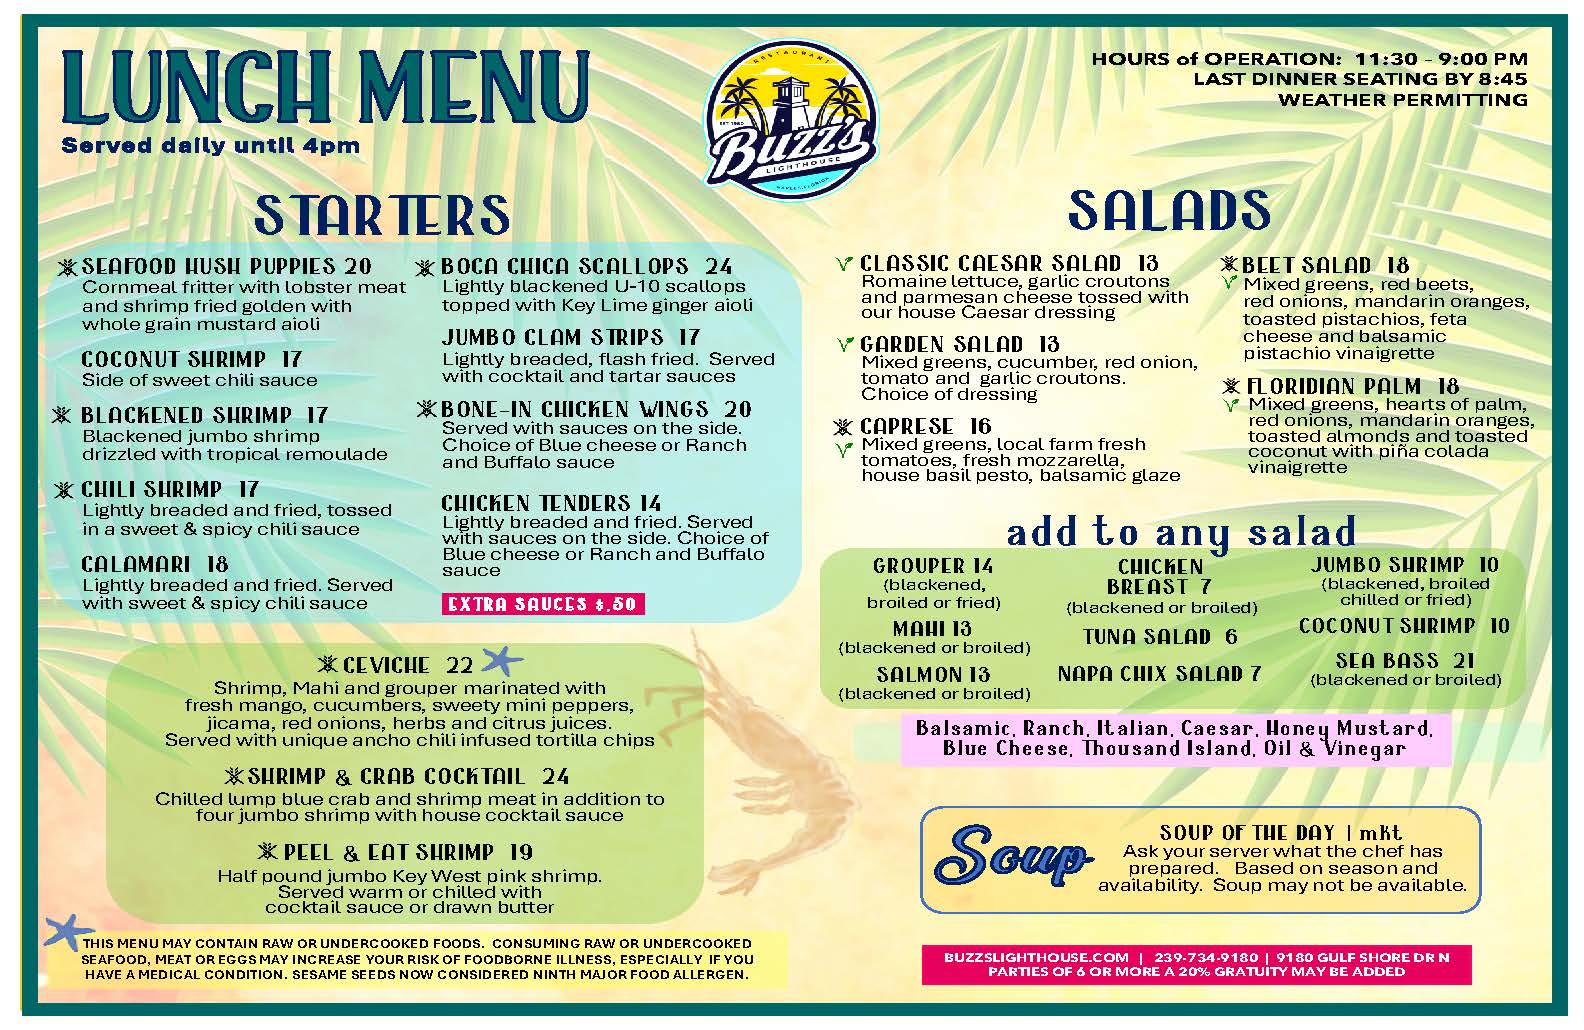 LUNCH MENU
Served daily until 4pm
RESTAURANT
EST 1980
Buzz's
LIGHTHOUSE
NAPLES, FLORIDA
HOURS of OPERATION: 11:30 - 9:00 PM
LAST DINNER SEATING BY 8:45
WEATHER PERMITTING
STARTERS
SEAFOOD HUSH PUPPIES 20
Cornmeal fritter with lobster meat
and shrimp fried golden with
whole grain mustard aioli
COCONUT SHRIMP 17
Side of sweet chili sauce
BLACKENED SHRIMP 17
Blackened jumbo shrimp
drizzled with tropical remoulade
CHILI SHRIMP 17
Lightly breaded and fried, tossed
in a sweet & spicy chili sauce
CALAMARI 18
Lightly breaded and fried. Served
with sweet & spicy chili sauce
BOCA CHICA SCALLOPS 24
Lightly blackened U-10 scallops
topped with Key Lime ginger aioli
JUMBO CLAM STRIPS 17
Lightly breaded, flash fried. Served
with cocktail and tartar sauces
BONE-IN CHICKEN WINGS 20
Served with sauces on the side.
Choice of Blue cheese or Ranch
and Buffalo sauce
CHICKEN TENDERS 14
Lightly breaded and fried. Served
with sauces on the side. Choice of
Blue cheese or Ranch and Buffalo
sauce
EXTRA SAUCES $.50
CEVICHE 22
Shrimp, Mahi and grouper marinated with
fresh mango, cucumbers, sweety mini peppers,
jicama, red onions, herbs and citrus juices.
Served with unique ancho chili infused tortilla chips
SHRIMP & CRAB COCKTAIL 24
Chilled lump blue crab and shrimp meat in addition to
four jumbo shrimp with house cocktail sauce
PEEL & EAT SHRIMP 19
Half pound jumbo Key West pink shrimp.
Served warm or chilled with
cocktail sauce or drawn butter
THIS MENU MAY CONTAIN RAW OR UNDERCOOKED FOODS. CONSUMING RAW OR UNDERCOOKED
SEAFOOD, MEAT OR EGGS MAY INCREASE YOUR RISK OF FOODBORNE ILLNESS, ESPECIALLY IF YOU
HAVE A MEDICAL CONDITION. SESAME SEEDS NOW CONSIDERED NINTH MAJOR FOOD ALLERGEN.
SALADS
CLASSIC CAESAR SALAD 13
Romaine lettuce, garlic croutons
and parmesan cheese tossed with
our house Caesar dressing
GARDEN SALAD 13
Mixed greens, cucumber, red onion,
tomato and garlic croutons.
Choice of dressing
CAPRESE 16
Mixed greens, local farm fresh
tomatoes, fresh mozzarella,
house basil pesto, balsamic glaze
BEET SALAD 18
Mixed greens, red beets,
red onions, mandarin oranges,
toasted pistachios, feta
cheese and balsamic
pistachio vinaigrette
FLORIDIAN PALM 18
Mixed greens, hearts of palm,
red onions, mandarin oranges,
toasted almonds and toasted
coconut with piña colada
vinaigrette
add to any salad
GROUPER 14
(blackened,
broiled or fried)
MAHI 13
(blackened or broiled)
SALMON 13
(blackened or broiled)
CHICKEN
BREAST 7
(blackened or broiled)
TUNA SALAD 6
NAPA CHIX SALAD 7
JUMBO SHRIMP 10
(blackened, broiled
chilled or fried)
COCONUT SHRIMP 10
SEA BASS 21
(blackened or broiled)
Balsamic, Ranch, Italian, Caesar, Honey Mustard,
Blue Cheese, Thousand Island, Oil & Vinegar
Soup
SOUP OF THE DAY | mkt
Ask your server what the chef has
prepared. Based on season and
availability. Soup may not be available.
BUZZSLIGHTHOUSE.COM | 239-734-9180 | 9180 GULF SHORE DR N
PARTIES OF 6 OR MORE A 20% GRATUITY MAY BE ADDED